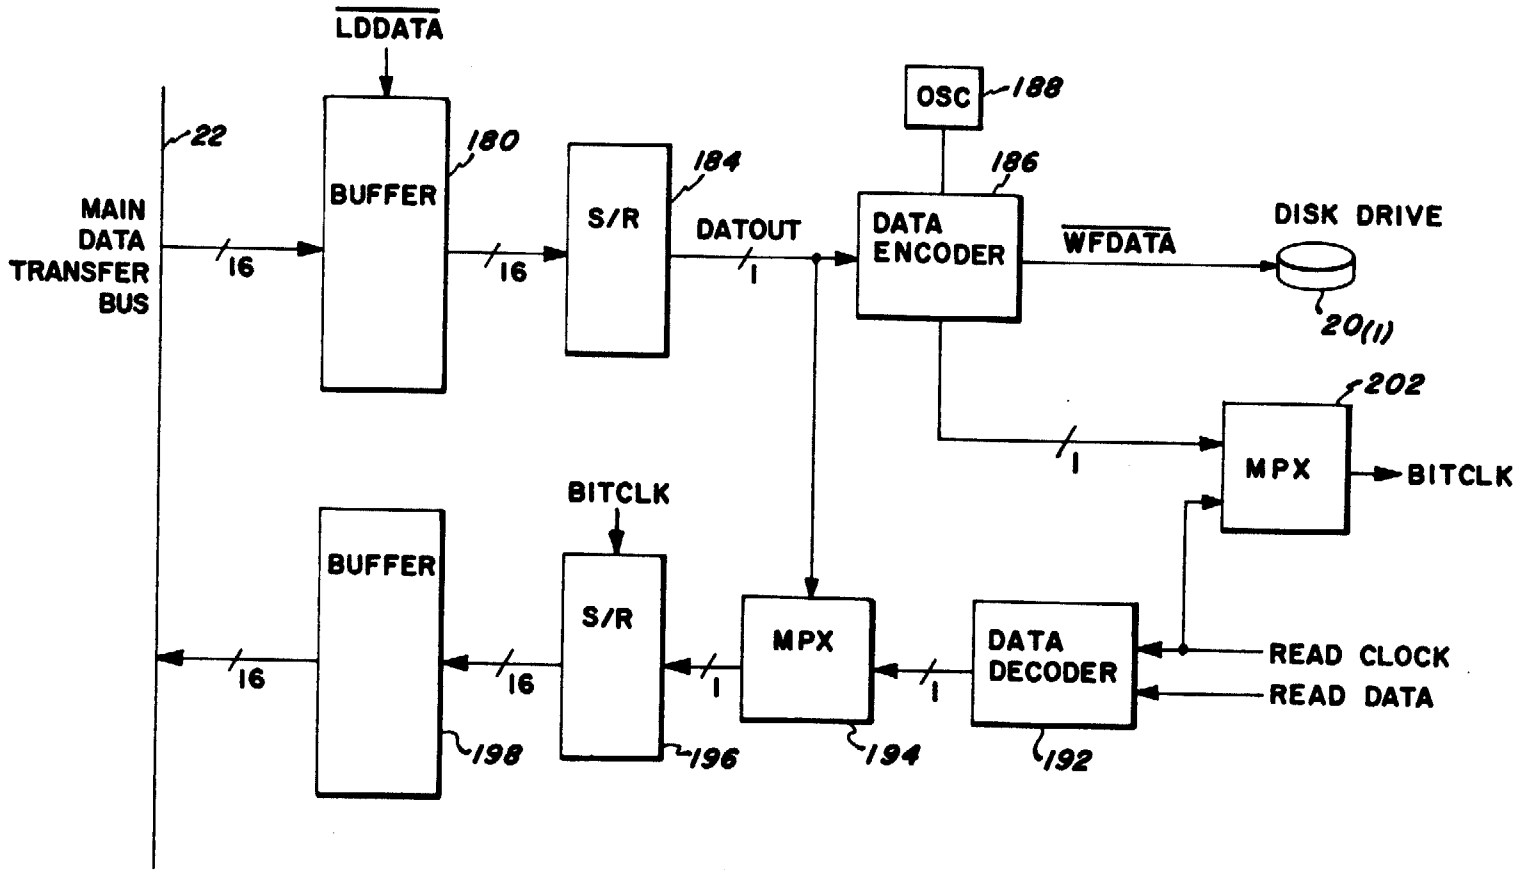 LDDATA
OSC
188
22
180
184
186
BUFFER
S/R
DATA
ENCODER
DISK DRIVE
MAIN
DATA
TRANSFER
BUS
DATOUT
WFDATA
16
16
1
20(1)
202
1
MPX
BITCLK
BITCLK
BUFFER
S/R
MPX
DATA
DECODER
READ CLOCK
READ DATA
16
16
1
1
198
196
194
192